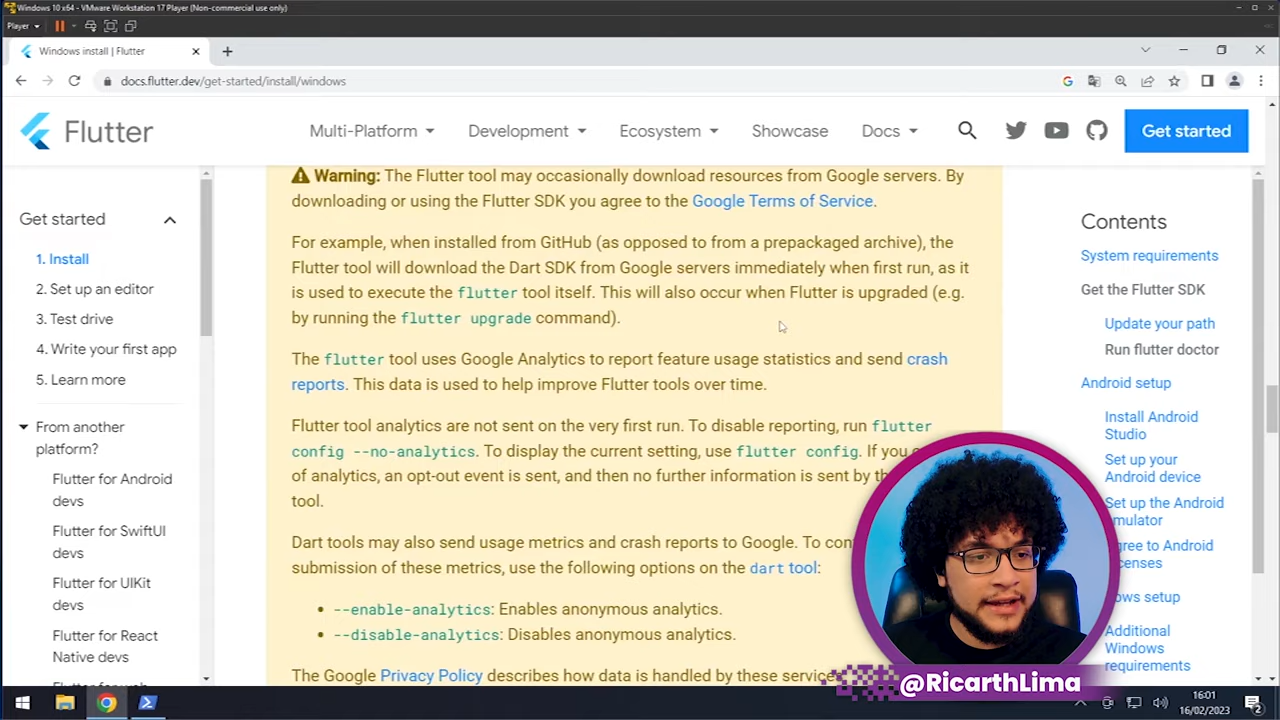 Windows 10 x64 - VMware Workstation 17 Player (Non-commercial use only)
Player
Windows install | Flutter
docs.flutter.dev/get-started/install/windows
Flutter
Multi-Platform
Development
Ecosystem
Showcase
Docs
Get started
Get started
1. Install
2. Set up an editor
3. Test drive
4. Write your first app
5. Learn more
From another
platform?
Flutter for Android
devs
Flutter for SwiftUI
devs
Flutter for UIKit
devs
Flutter for React
Native devs
Warning: The Flutter tool may occasionally download resources from Google servers. By
downloading or using the Flutter SDK you agree to the Google Terms of Service.
For example, when installed from GitHub (as opposed to from a prepackaged archive), the
Flutter tool will download the Dart SDK from Google servers immediately when first run, as it
is used to execute the flutter tool itself. This will also occur when Flutter is upgraded (e.g.
by running the flutter upgrade command).
The flutter tool uses Google Analytics to report feature usage statistics and send crash
reports. This data is used to help improve Flutter tools over time.
Flutter tool analytics are not sent on the very first run. To disable reporting, run flutter
config --no-analytics. To display the current setting, use flutter config. If you
of analytics, an opt-out event is sent, and then no further information is sent by the
tool.
Dart tools may also send usage metrics and crash reports to Google. To
submission of these metrics, use the following options on the dart tool:
• --enable-analytics: Enables anonymous analytics.
• --disable-analytics: Disables anonymous analytics.
The Google Privacy Policy describes how data is handled by these
Contents
System requirements
Get the Flutter SDK
Update your path
Run flutter doctor
Android setup
Install Android
Studio
Set up your
Android device
Set up the Android
Android
Additional
Windows
requirements
setup
@RicarthLima
16:01
16/02/2023
2